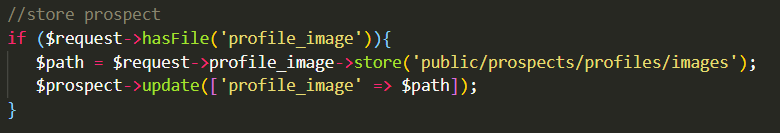 //store prospect
if ($request->hasFile('profile_image')){
$path = $request->profile_image->store('public/prospects/profiles/images');
$prospect->update(['profile_image' => $path]);
}